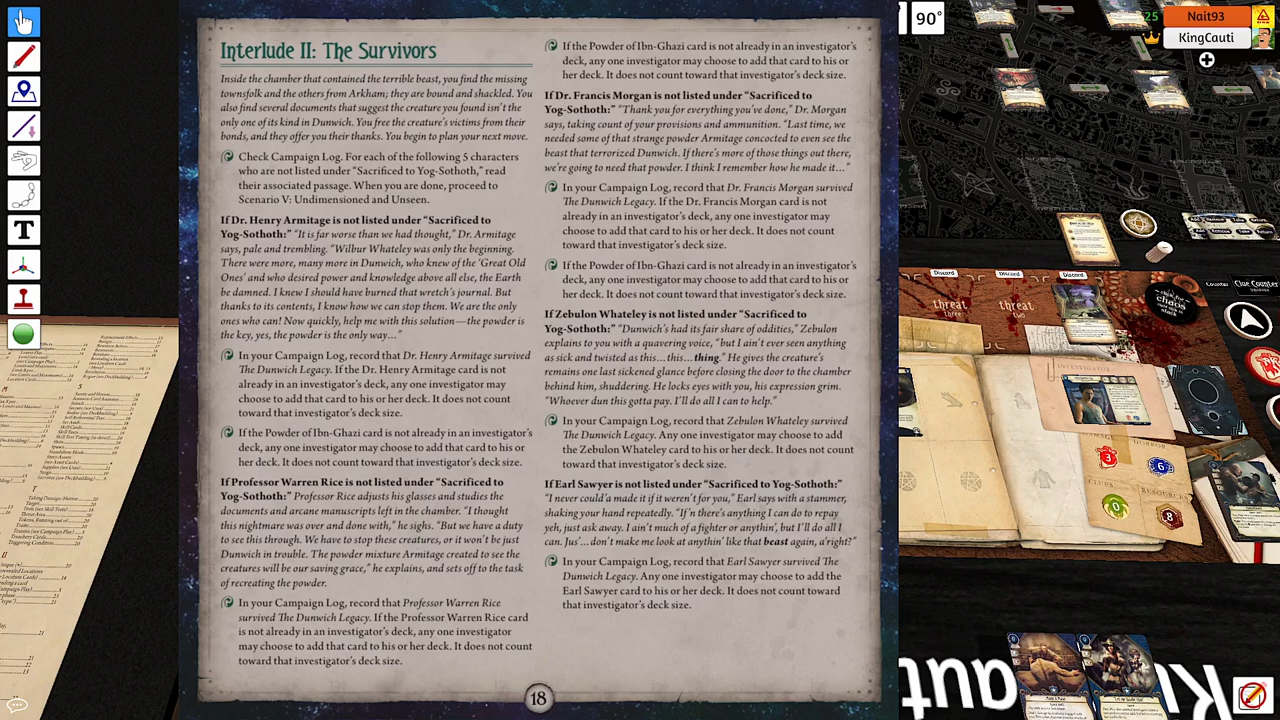 Interlude II: The Survivors
Inside the chamber that contained the terrible beast, you find the missing
townsfolk and the others from Arkham; they are bound and shackled. You
also find several documents that suggest the creature you found isn't the
only one of its kind in Dunwich. You free the creature's victims from their
bonds, and they offer you their thanks. You begin to plan your next move.
Check Campaign Log. For each of the following 5 characters
who are not listed under "Sacrificed to Yog-Sothoth," read
their associated passage. When you are done, proceed to
Scenario V: Undimensioned and Unseen.
If Dr. Henry Armitage is not listed under "Sacrificed to
Yog-Sothoth:" "It is far worse than I had thought," Dr. Armitage
says, pale and trembling. "Wilbur Whateley was only the beginning.
There were more, many more in Dunwich who knew of the 'Great Old
Ones' and who desired power and knowledge above all else, the Earth
be damned. I knew I should have burned that wretch's journal. But
thanks to its contents, I know how we can stop them. We are the only
ones who can! Now quickly, help me with this solution—the powder is
the key, yes, the powder is the only way…"
In your Campaign Log, record that Dr. Henry Armitage survived
The Dunwich Legacy. If the Dr. Henry Armitage card is not
already in an investigator's deck, any one investigator may
choose to add that card to his or her deck. It does not count
toward that investigator's deck size.
If the Powder of Ibn-Ghazi card is not already in an investigator's
deck, any one investigator may choose to add that card to his or
her deck. It does not count toward that investigator's deck size.
If Professor Warren Rice is not listed under "Sacrificed to
Yog-Sothoth:" Professor Rice adjusts his glasses and studies the
documents and arcane manuscripts left in the chamber. "I thought
this nightmare was over and done with," he sighs. "But we have
to see this through. We have to stop these creatures, or it won't be just
Dunwich in trouble. The powder mixture Armitage created to see the
creatures will be our saving grace," he explains, and sets off to the task
of recreating the powder.
In your Campaign Log, record that Professor Warren Rice
survived The Dunwich Legacy. If the Professor Warren Rice card
is not already in an investigator's deck, any one investigator
may choose to add that card to his or her deck. It does not count
toward that investigator's deck size.
If the Powder of Ibn-Ghazi card is not already in an investigator's
deck, any one investigator may choose to add that card to his or
her deck. It does not count toward that investigator's deck size.
If Dr. Francis Morgan is not listed under "Sacrificed to
Yog-Sothoth:" "Thank you for everything you've done," Dr. Morgan
says, taking count of your provisions and ammunition. "Last time, we
needed some of that strange powder Armitage concocted to even see the
beast that terrorized Dunwich. If there's more of those things out there,
we're going to need that powder. I think I remember how he made it…"
In your Campaign Log, record that Dr. Francis Morgan survived
The Dunwich Legacy. If the Dr. Francis Morgan card is not
already in an investigator's deck, any one investigator may
choose to add that card to his or her deck. It does not count
toward that investigator's deck size.
If the Powder of Ibn-Ghazi card is not already in an investigator's
deck, any one investigator may choose to add that card to his or
her deck. It does not count toward that investigator's deck size.
If Zebulon Whateley is not listed under "Sacrificed to
Yog-Sothoth:" "Dunwich's had its fair share of oddities," Zebulon
explains to you with a quavering voice, "but I ain't ever seen anything
sick and twisted as this…this…thing." He gives the
remains one last sickened glance before shutting the door to the chamber
behind him, shuddering. He locks eyes with you, his expression grim.
"Whoever dun this gotta pay. I'll do all I can to help."
In your Campaign Log, record that Zebulon Whateley survived
The Dunwich Legacy. Any one investigator may choose to add
the Zebulon Whateley card to his or her deck. It does not count
toward that investigator's deck size.
If Earl Sawyer is not listed under "Sacrificed to Yog-Sothoth:"
"I never could'a made it if it weren't for you," Earl says with a stammer,
shaking your hand repeatedly. "If'n there's anything I can do to repay
you, jus' ask away. I ain't much of a fighter, but I'll do what all I
can. Jus'…don't make me look at anythin' like that beast again, a'right?"
In your Campaign Log, record that Earl Sawyer survived The
Dunwich Legacy. Any one investigator may choose to add the
Earl Sawyer card to his or her deck. It does not count toward
that investigator's deck size.
18
90°
25
Nait93
KingCauti
Discard
Discard
Discard
threat
three
threat
two
Counter
Clue Counter
INVESTIGATOR
DAMAGE
HORROR
CLUES
RESOURCES
3
6
0
8
T